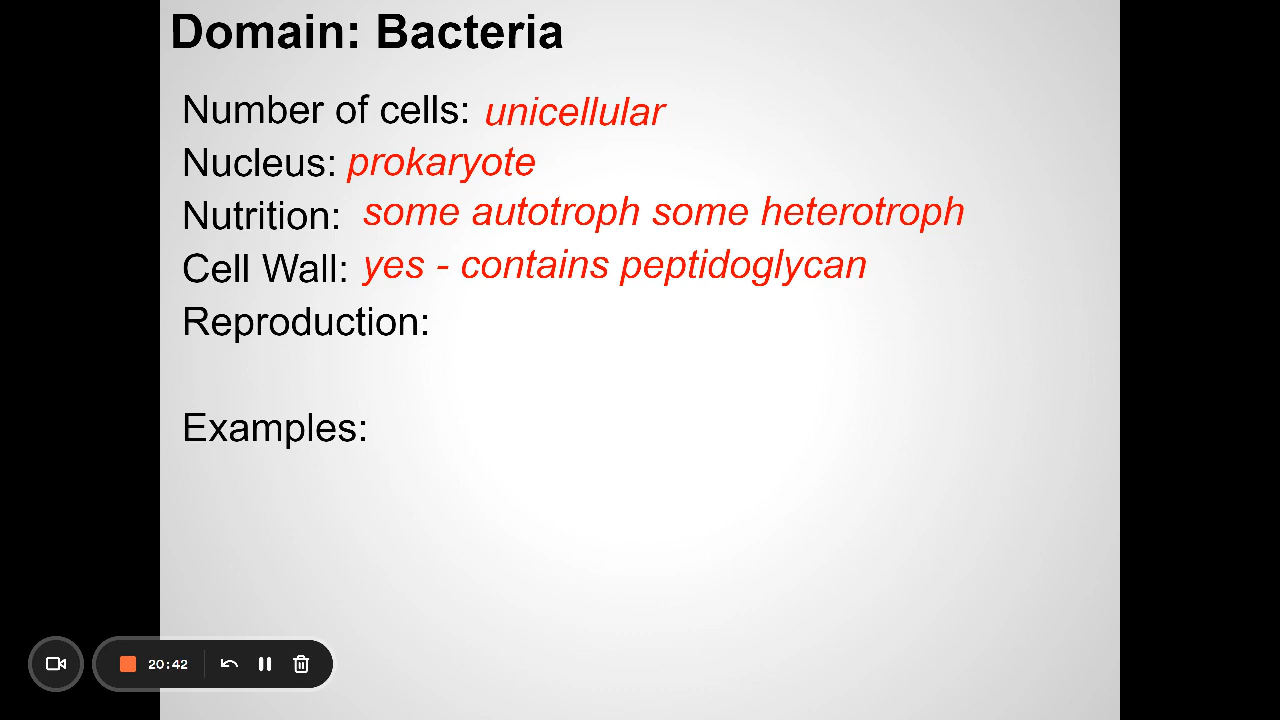 Domain: Bacteria
Number of cells: unicellular
Nucleus: prokaryote
Nutrition: some autotroph some heterotroph
Cell Wall: yes - contains peptidoglycan
Reproduction:
Examples:
20:42